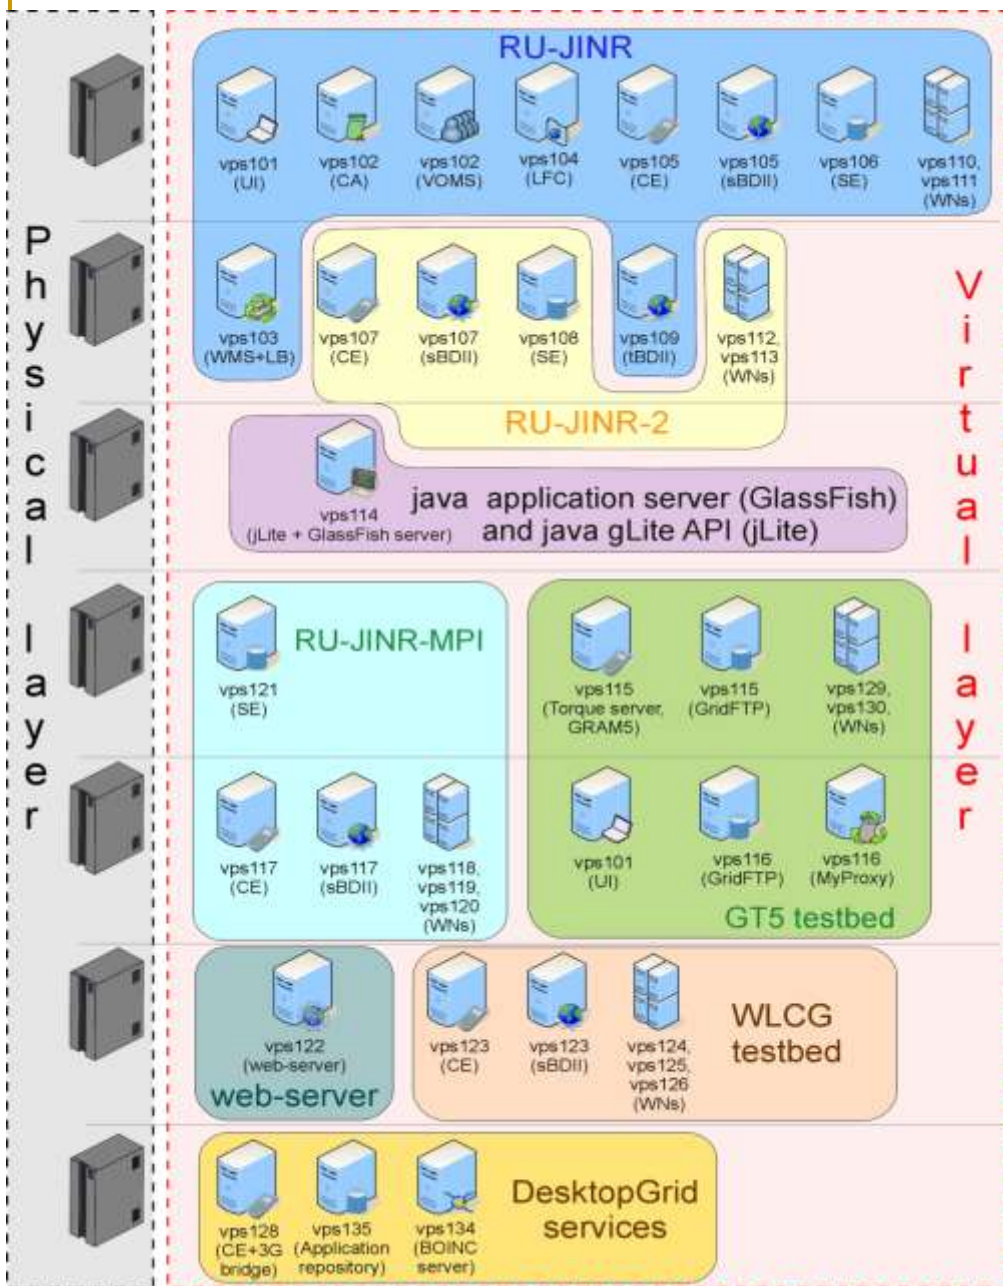 Physical layer
Virtual layer
RU-JINR
vps101
(UI)
vps102
(CA)
vps102
(VOMS)
vps104
(LFC)
vps105
(CE)
vps105
(sBDII)
vps106
(SE)
vps110,
vps111
(WNs)
vps103
(WMS+LB)
vps107
(CE)
vps107
(sBDII)
vps108
(SE)
vps109
(tBDII)
vps112,
vps113
(WNs)
RU-JINR-2
vps114
(jLite + GlassFish server)
java application server (GlassFish)
and java gLite API (jLite)
RU-JINR-MPI
vps121
(SE)
vps115
(Torque server,
GRAM5)
vps115
(GridFTP)
vps129,
vps130,
(WNs)
vps117
(CE)
vps117
(sBDII)
vps118,
vps119,
vps120
(WNs)
vps101
(UI)
vps116
(GridFTP)
vps116
(MyProxy)
GT5 testbed
vps122
(web-server)
web-server
vps123
(CE)
vps123
(sBDII)
vps124,
vps125,
vps126
(WNs)
WLCG
testbed
vps128
(CE+3G
bridge)
vps135
(Application
repository)
vps134
(BOINC
server)
DesktopGrid
services